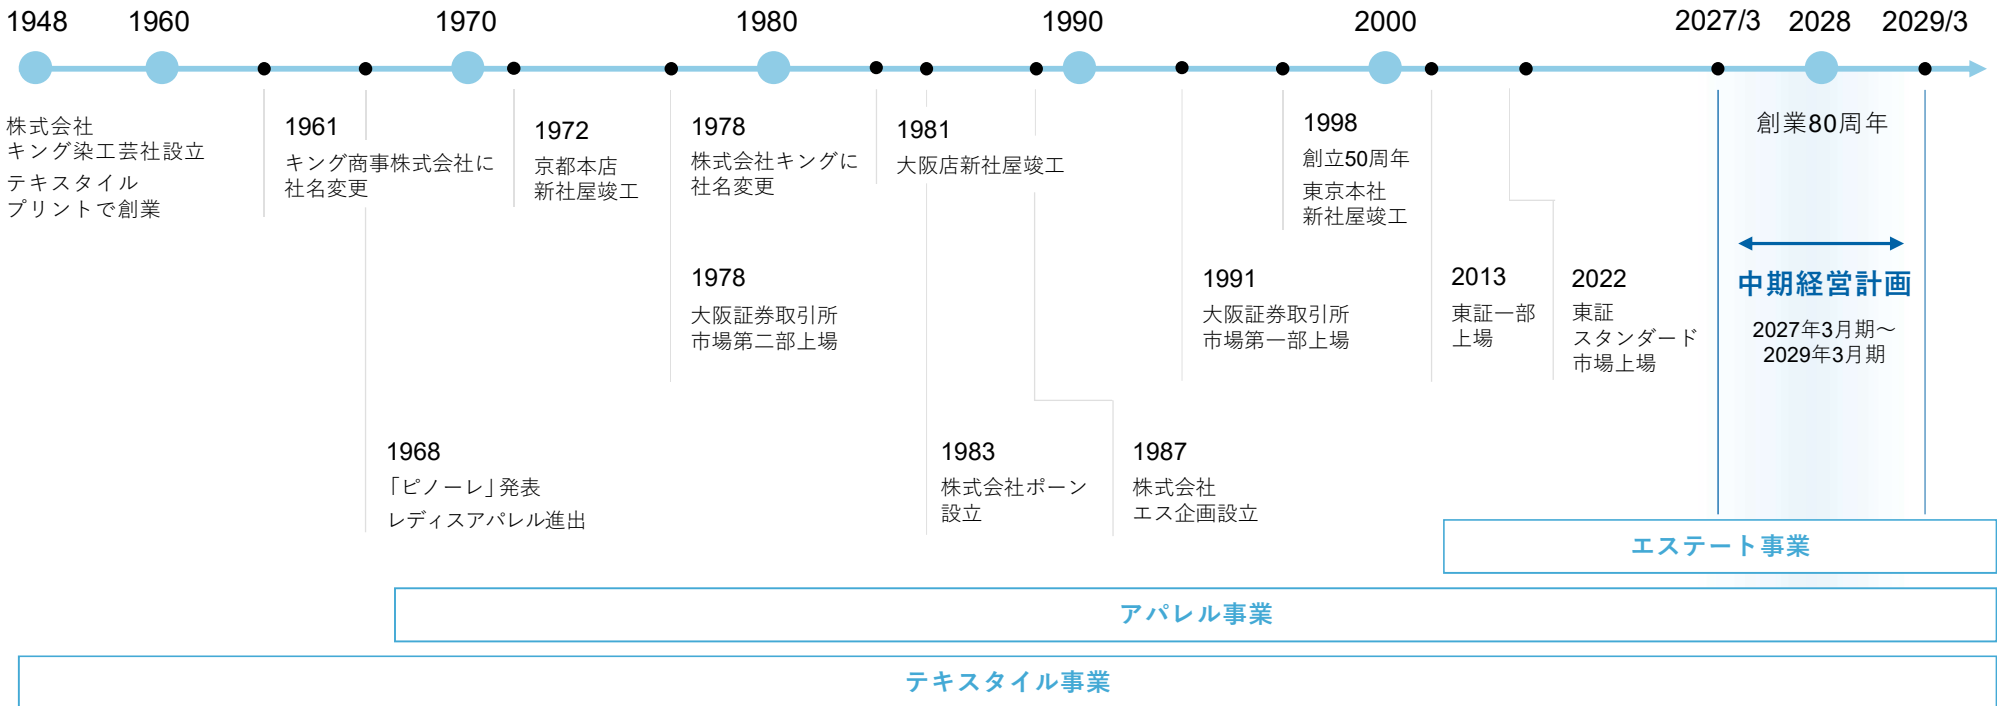 1948
1960
1970
1980
1990
2000
2027/3
2028
2029/3
株式会社
キング染工芸社設立
テキスタイル
プリントで創業
1961
キング商事株式会社に
社名変更
1972
京都本店
新社屋竣工
1978
株式会社キングに
社名変更
1981
大阪店新社屋竣工
1998
創立50周年
東京本社
新社屋竣工
創業80周年
1978
大阪証券取引所
市場第二部上場
1991
大阪証券取引所
市場第一部上場
2013
東証一部
上場
2022
東証
スタンダード
市場上場
中期経営計画
2027年3月期～
2029年3月期
1968
「ピノーレ」発表
レディスアパレル進出
1983
株式会社ポーン
設立
1987
株式会社
エス企画設立
エステート事業
アパレル事業
テキスタイル事業